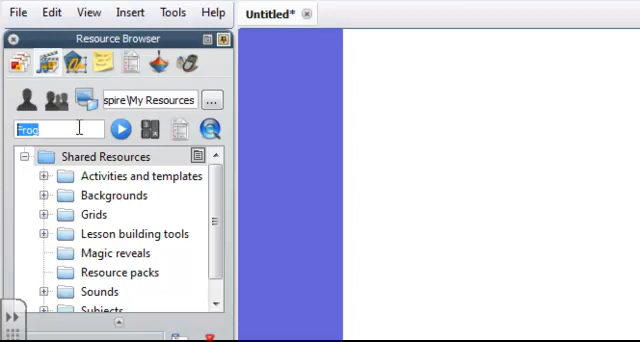 File Edit View Insert Tools Help
Untitled*
Resource Browser
spire\My Resources
...
Frog
Shared Resources
Activities and templates
Backgrounds
Grids
Lesson building tools
Magic reveals
Resource packs
Sounds
Subjects